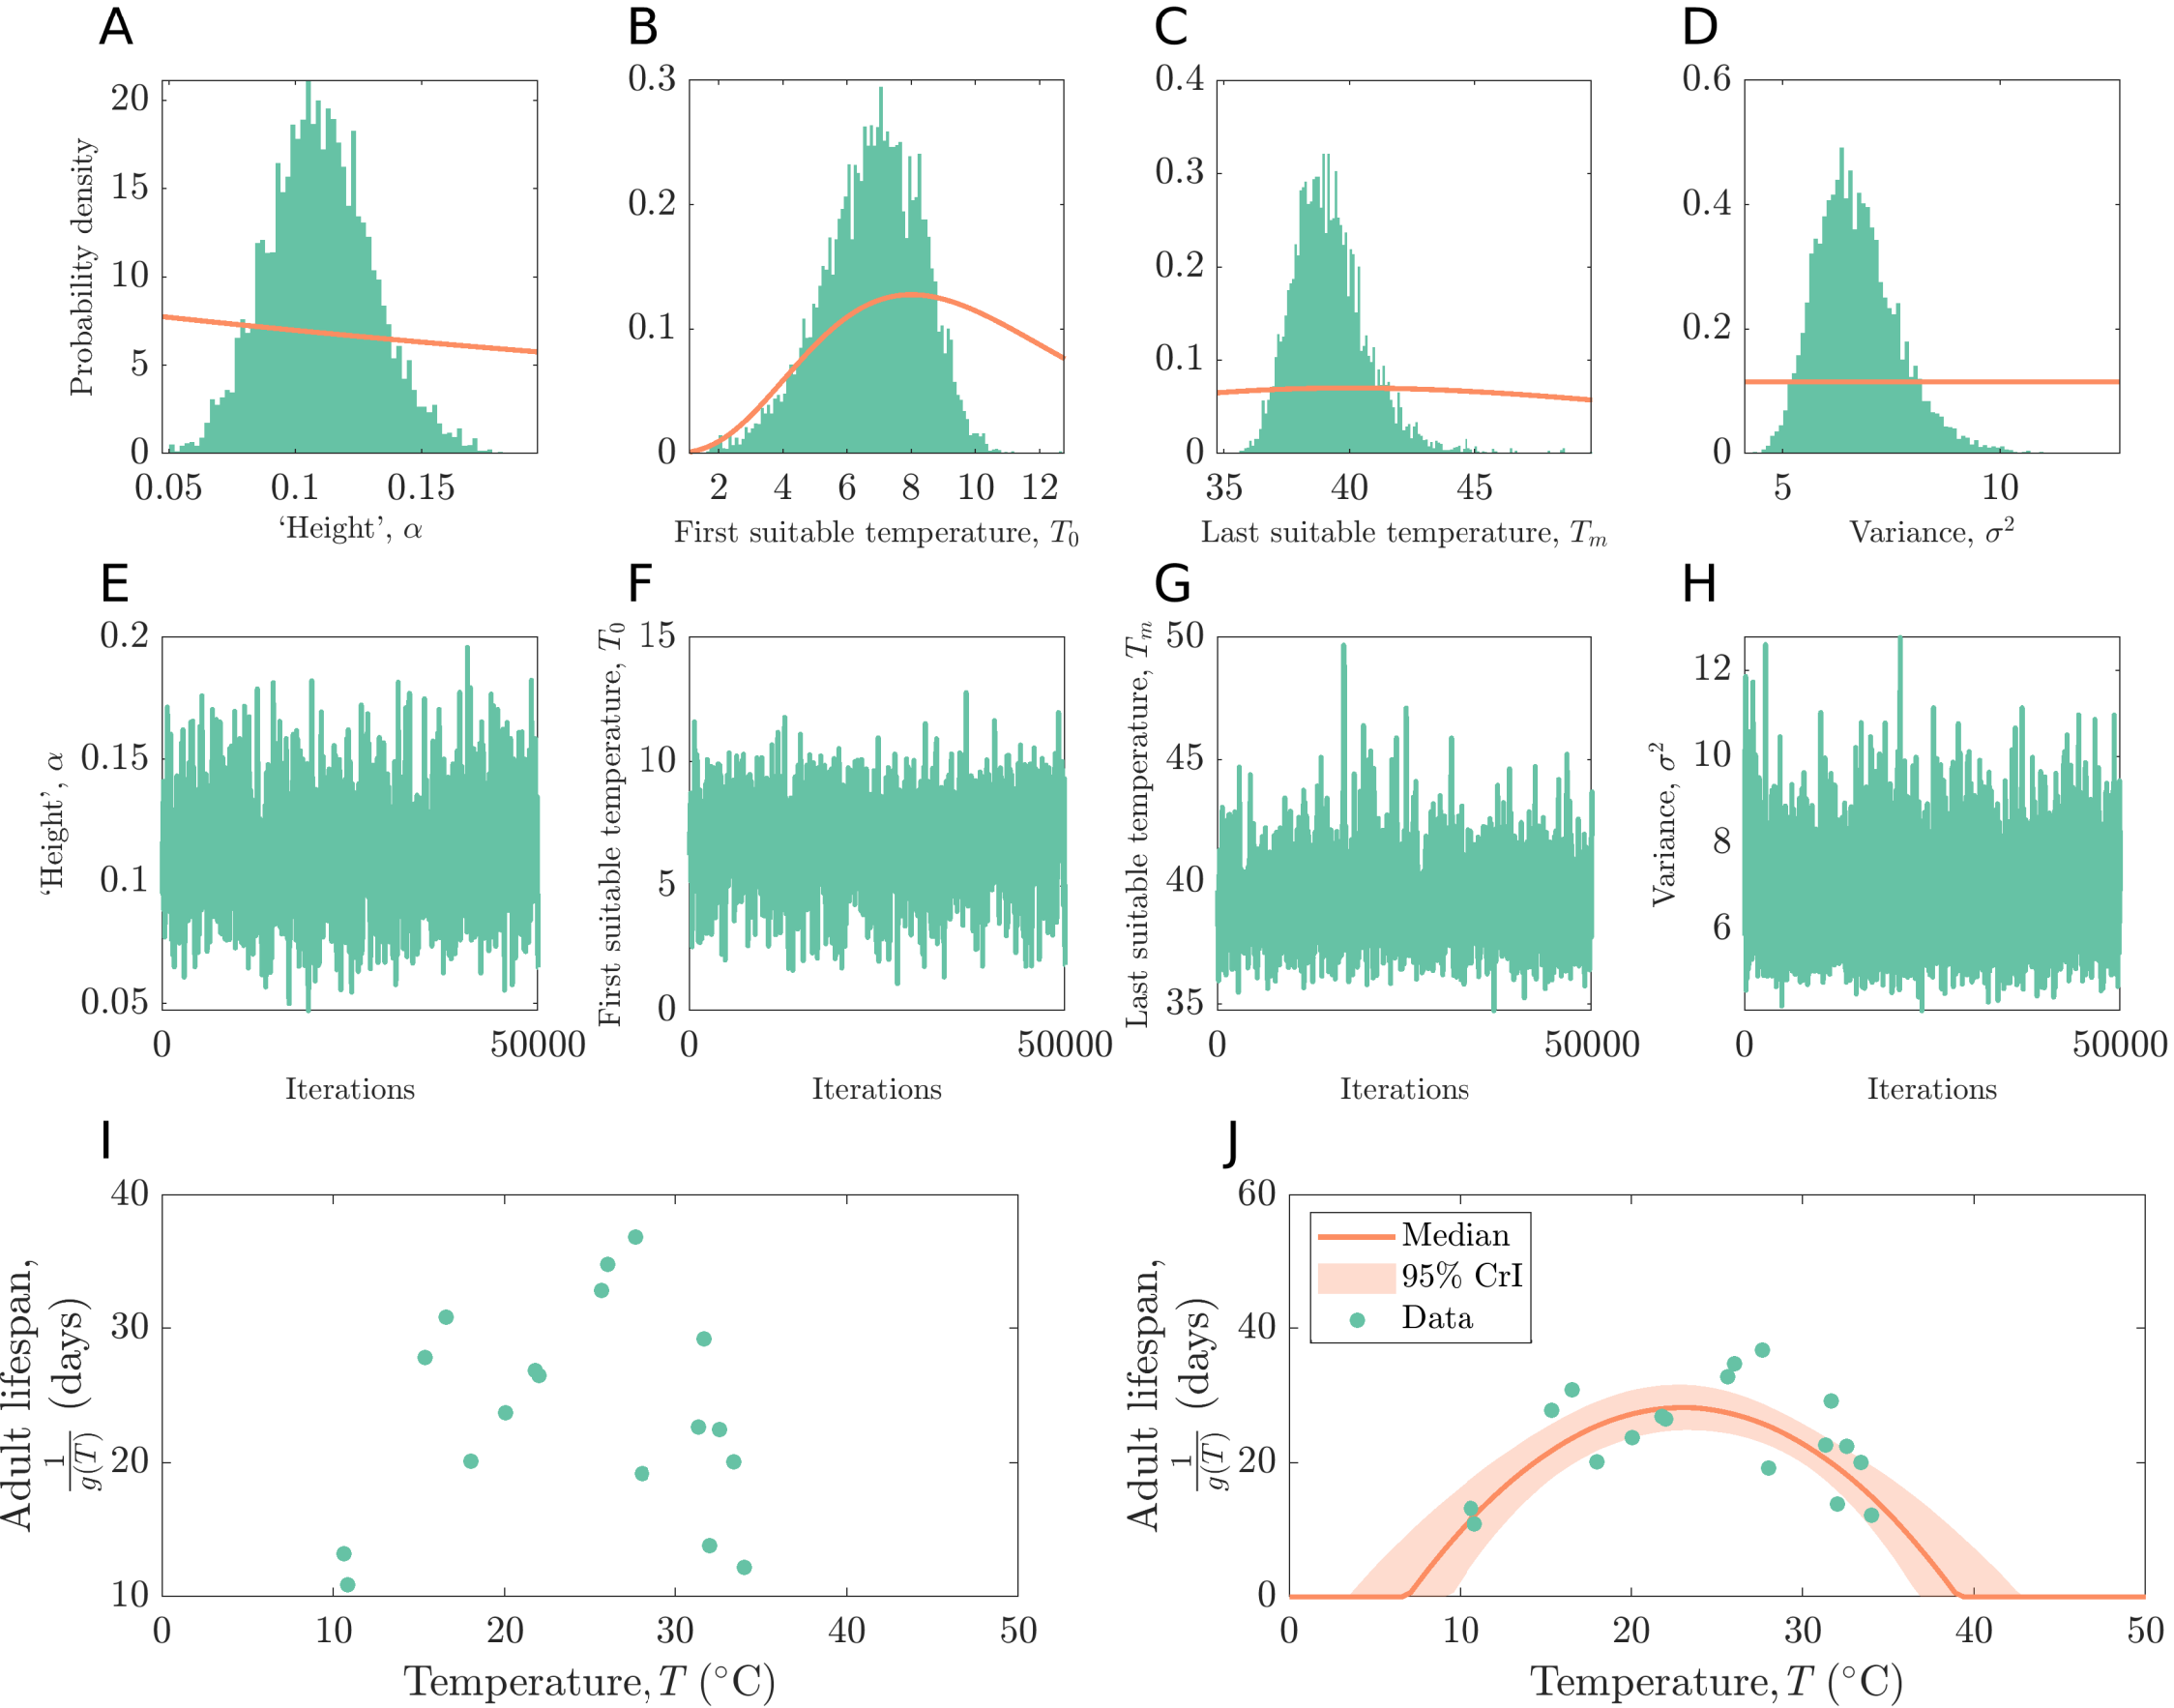 A
B
C
D
Probability density
20
15
10
5
0
0.05 0.1 0.15
‘Height’, α
0.3
0.2
0.1
0
2 4 6 8 10 12
First suitable temperature, T0
0.4
0.3
0.2
0.1
0
35 40 45
Last suitable temperature, Tm
0.6
0.4
0.2
0
5 10
Variance, σ²
E
F
G
H
‘Height’, α
0.2
0.15
0.1
0.05
0 50000
Iterations
First suitable temperature, T0
15
10
5
0
0 50000
Iterations
Last suitable temperature, Tm
50
45
40
35
0 50000
Iterations
Variance, σ²
12
10
8
6
0 50000
Iterations
I
Adult lifespan,
1/g(T) (days)
40
30
20
10
0 10 20 30 40 50
Temperature, T (°C)
J
Adult lifespan,
1/g(T) (days)
60
40
20
0
Median
95% CrI
Data
0 10 20 30 40 50
Temperature, T (°C)